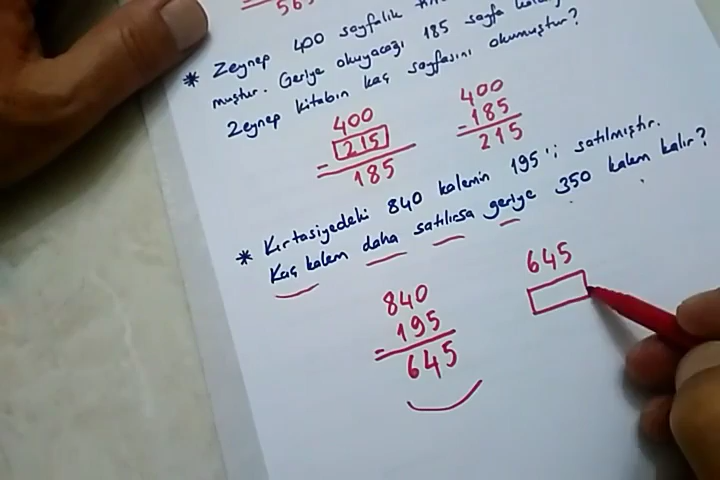 565
* Zeynep 400 sayfalık
muştur. Geriye okuyacağı 185 sayfa
Zeynep kitabın kaç sayfasını okumuştur?
400
215
185
400
185
215
* Kırtasiyedeki 840 kalemin 195'i satılmıştır.
Kaç kalem daha satılırsa geriye 350 kalem kalır?
840
195
645
645